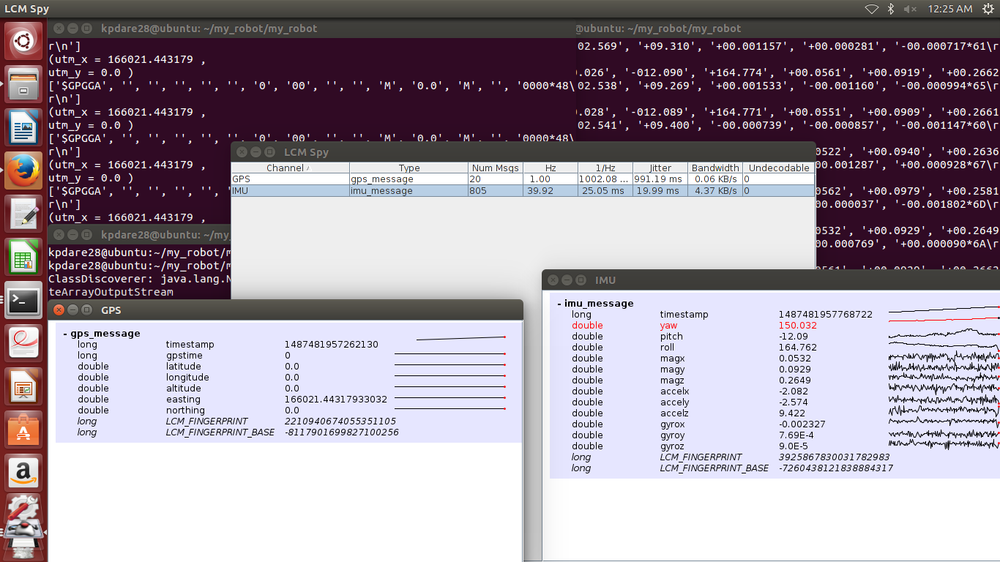 LCM Spy
12:25 AM
kpdare28@ubuntu: ~/my_robot/my_robot
r\n']
(utm_x = 166021.443179 ,
utm_y = 0.0 )
['$GPGGA', '', '', '', '', '', '0', '00', '', '', 'M', '0.0', 'M', '', '0000*48\
r\n']
(utm_x = 166021.443179 ,
utm_y = 0.0 )
['$GPGGA', '', '', '', '', '', '0', '00', '', '', 'M', '0.0', 'M', '', '0000*48\
r\n']
(utm_x = 166021.443179 ,
utm_y = 0.0 )
['$GPGGA', '', '', '',
r\n']
(utm_x = 166021.443179 ,
@ubuntu: ~/my_robot/my_robot
02.569', '+09.310', '+00.001157', '+00.000281', '-00.000717*61\r
.026', '-012.090', '+164.774', '+00.0561', '+00.0919', '+00.2662
02.538', '+09.269', '+00.001533', '-00.001160', '-00.000994*65\r
.028', '-012.089', '+164.771', '+00.0551', '+00.0909', '+00.2661
02.541', '+09.400', '-00.000739', '-00.000857', '-00.001147*60\r
0522', '+00.0940', '+00.2636
00.001287', '+00.000928*67\r
0562', '+00.0979', '+00.2581
00.000037', '-00.001802*6D\r
0532', '+00.0929', '+00.2649
00.000769', '+00.000090*6A\r
kpdare28@ubuntu: ~/my_
kpdare28@ubuntu:~/my_robot/m
kpdare28@ubuntu:~/my_robot/m
ClassDiscoverer: java.lang.N
teArrayOutputStream
LCM Spy
Channel Type Num Msgs Hz 1/Hz Jitter Bandwidth Undecodable
GPS gps_message 20 1.00 1002.08 ... 991.19 ms 0.06 KB/s 0
IMU imu_message 805 39.92 25.05 ms 19.99 ms 4.37 KB/s 0
GPS
- gps_message
long timestamp 1487481957262130
long gpstime 0
double latitude 0.0
double longitude 0.0
double altitude 0.0
double easting 166021.44317933032
double northing 0.0
long LCM_FINGERPRINT 2210940674055351105
long LCM_FINGERPRINT_BASE -8117901699827100256
IMU
- imu_message
long timestamp 1487481957768722
double yaw 150.032
double pitch -12.09
double roll 164.762
double magx 0.0532
double magy 0.0929
double magz 0.2649
double accelx -2.082
double accely -2.574
double accelz 9.422
double gyrox -0.002327
double gyroy 7.69E-4
double gyroz 9.0E-5
long LCM_FINGERPRINT 3925867830031782983
long LCM_FINGERPRINT_BASE -7260438121838884317